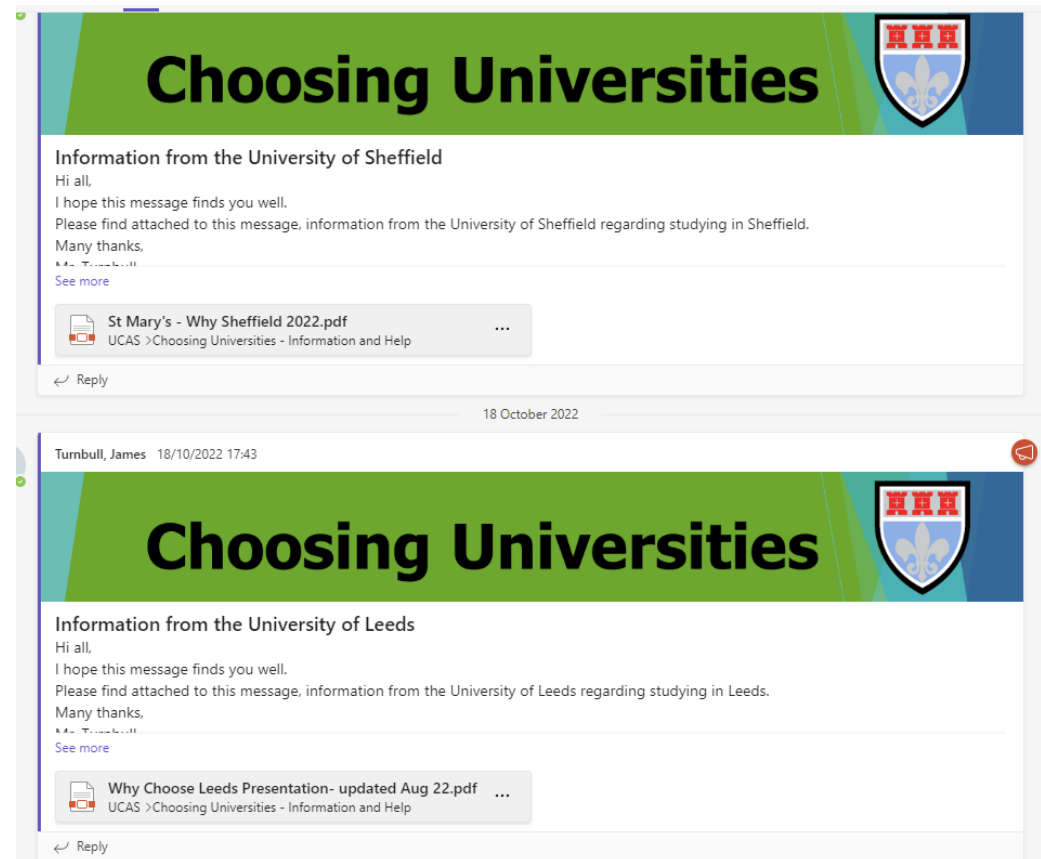 Choosing Universities
Information from the University of Sheffield
Hi all,
I hope this message finds you well.
Please find attached to this message, information from the University of Sheffield regarding studying in Sheffield.
Many thanks,
See more
St Mary's - Why Sheffield 2022.pdf
UCAS >Choosing Universities - Information and Help
...
Reply
18 October 2022
Turnbull, James 18/10/2022 17:43
Choosing Universities
Information from the University of Leeds
Hi all,
I hope this message finds you well.
Please find attached to this message, information from the University of Leeds regarding studying in Leeds.
Many thanks,
See more
Why Choose Leeds Presentation- updated Aug 22.pdf
UCAS >Choosing Universities - Information and Help
...
Reply